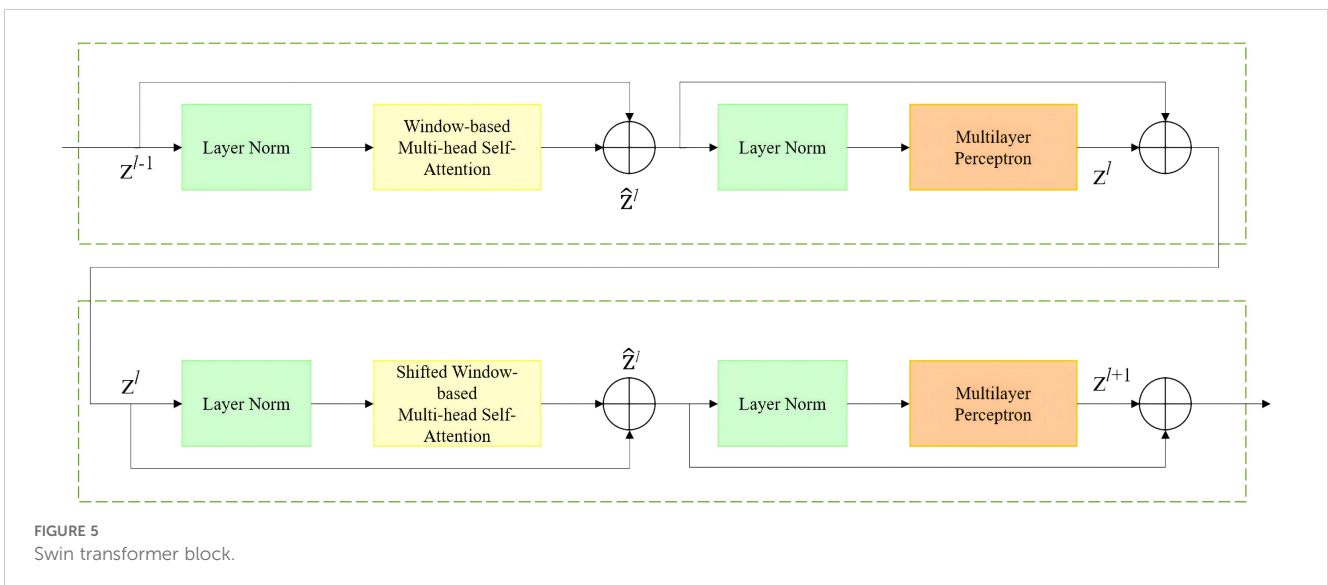 Layer Norm
Window-based
Multi-head Self-
Attention
Layer Norm
Multilayer
Perceptron
z^{l-1}
ẑ^l
z^l
z^l
Layer Norm
Shifted Window-
based
Multi-head Self-
Attention
ẑ^l
Layer Norm
Multilayer
Perceptron
z^{l+1}
FIGURE 5
Swin transformer block.